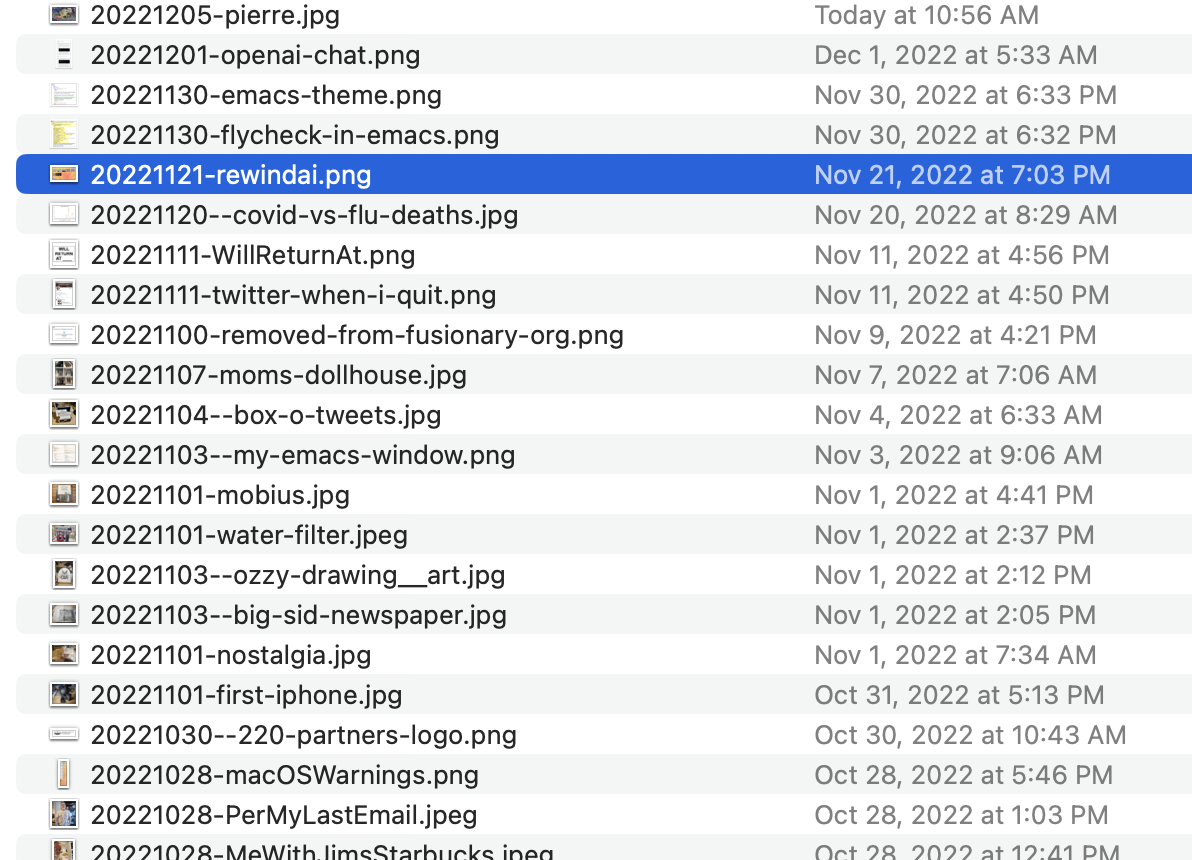 20221205-pierre.jpg Today at 10:56 AM
20221201-openai-chat.png Dec 1, 2022 at 5:33 AM
20221130-emacs-theme.png Nov 30, 2022 at 6:33 PM
20221130-flycheck-in-emacs.png Nov 30, 2022 at 6:32 PM
20221121-rewindai.png Nov 21, 2022 at 7:03 PM
20221120--covid-vs-flu-deaths.jpg Nov 20, 2022 at 8:29 AM
20221111-WillReturnAt.png Nov 11, 2022 at 4:56 PM
20221111-twitter-when-i-quit.png Nov 11, 2022 at 4:50 PM
20221100-removed-from-fusionary-org.png Nov 9, 2022 at 4:21 PM
20221107-moms-dollhouse.jpg Nov 7, 2022 at 7:06 AM
20221104--box-o-tweets.jpg Nov 4, 2022 at 6:33 AM
20221103--my-emacs-window.png Nov 3, 2022 at 9:06 AM
20221101-mobius.jpg Nov 1, 2022 at 4:41 PM
20221101-water-filter.jpeg Nov 1, 2022 at 2:37 PM
20221103--ozzy-drawing__art.jpg Nov 1, 2022 at 2:12 PM
20221103--big-sid-newspaper.jpg Nov 1, 2022 at 2:05 PM
20221101-nostalgia.jpg Nov 1, 2022 at 7:34 AM
20221101-first-iphone.jpg Oct 31, 2022 at 5:13 PM
20221030--220-partners-logo.png Oct 30, 2022 at 10:43 AM
20221028-macOSWarnings.png Oct 28, 2022 at 5:46 PM
20221028-PerMyLastEmail.jpeg Oct 28, 2022 at 1:03 PM
20221028-MeWithJimsStarbucks.jpeg Oct 28, 2022 at 12:41 PM